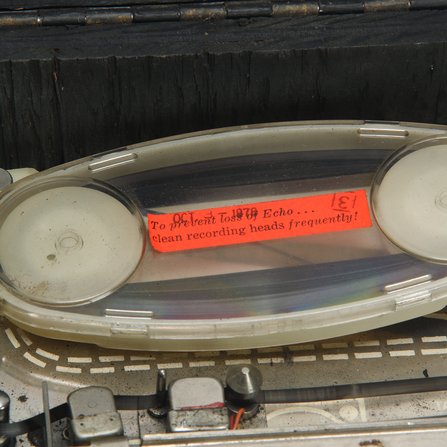 To prevent loss of Echo...
clean recording heads frequently!